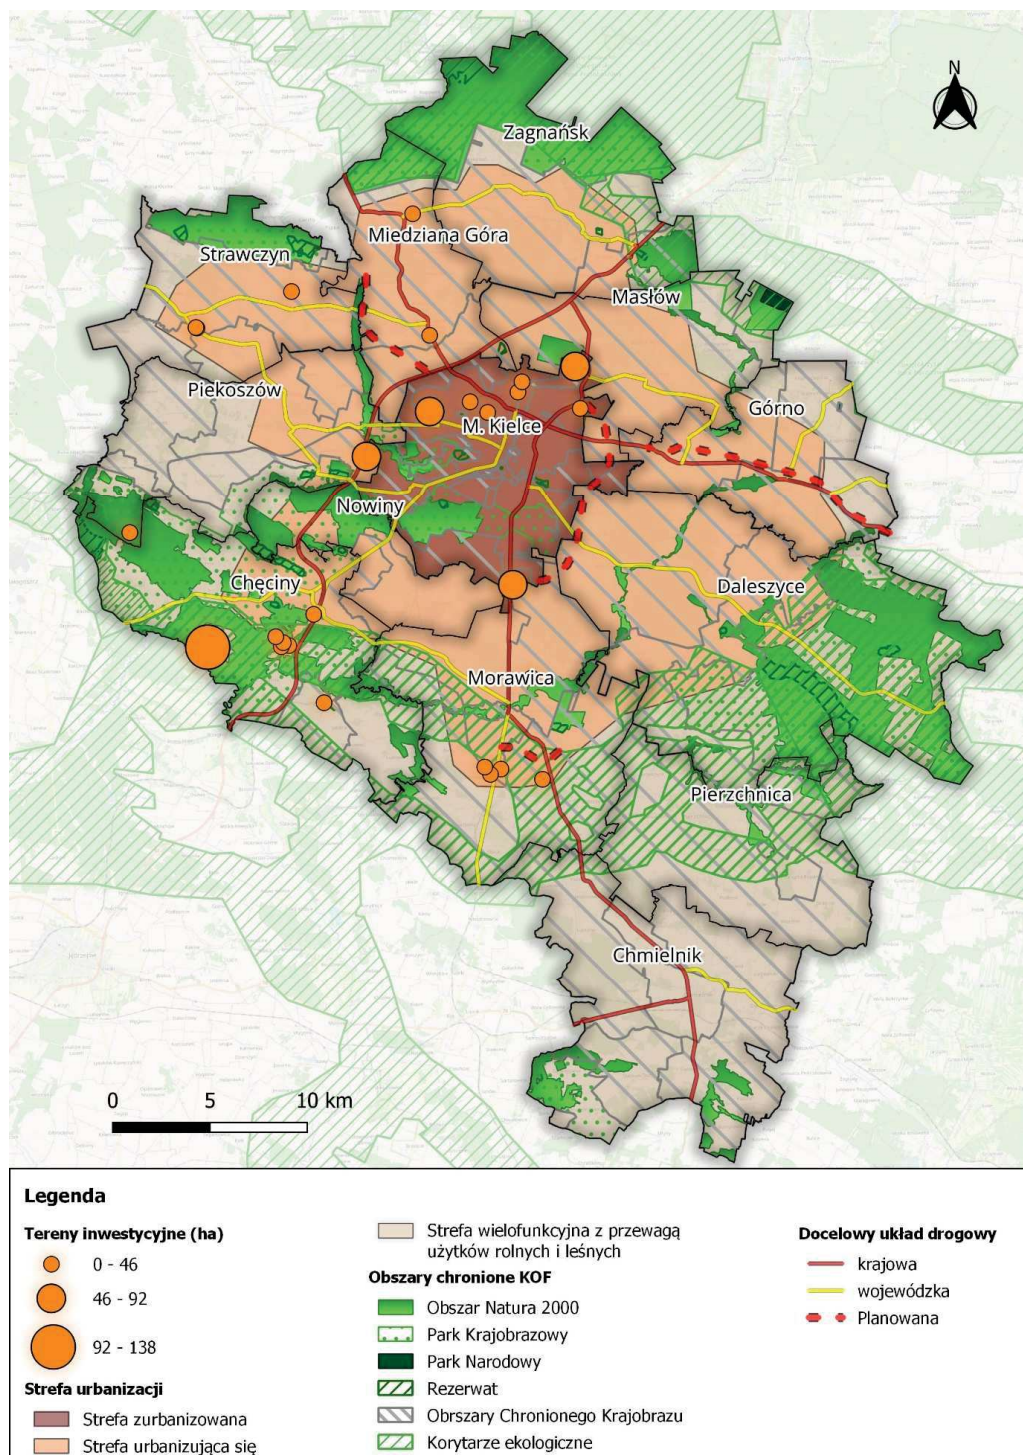 N
Zagnańsk
Miedziana Góra
Strawczyn
Masłów
Piekoszów
Górno
M. Kielce
Nowiny
Chęciny
Daleszyce
Morawica
Pierzchnica
Chmielnik
0 5 10 km
Legenda
Tereny inwestycyjne (ha)
0 - 46
46 - 92
92 - 138
Strefa urbanizacji
Strefa zurbanizowana
Strefa urbanizująca się
Strefa wielofunkcyjna z przewagą
użytków rolnych i leśnych
Obszary chronione KOF
Obszar Natura 2000
Park Krajobrazowy
Park Narodowy
Rezerwat
Obrszary Chronionego Krajobrazu
Korytarze ekologiczne
Docelowy układ drogowy
krajowa
wojewódzka
Planowana